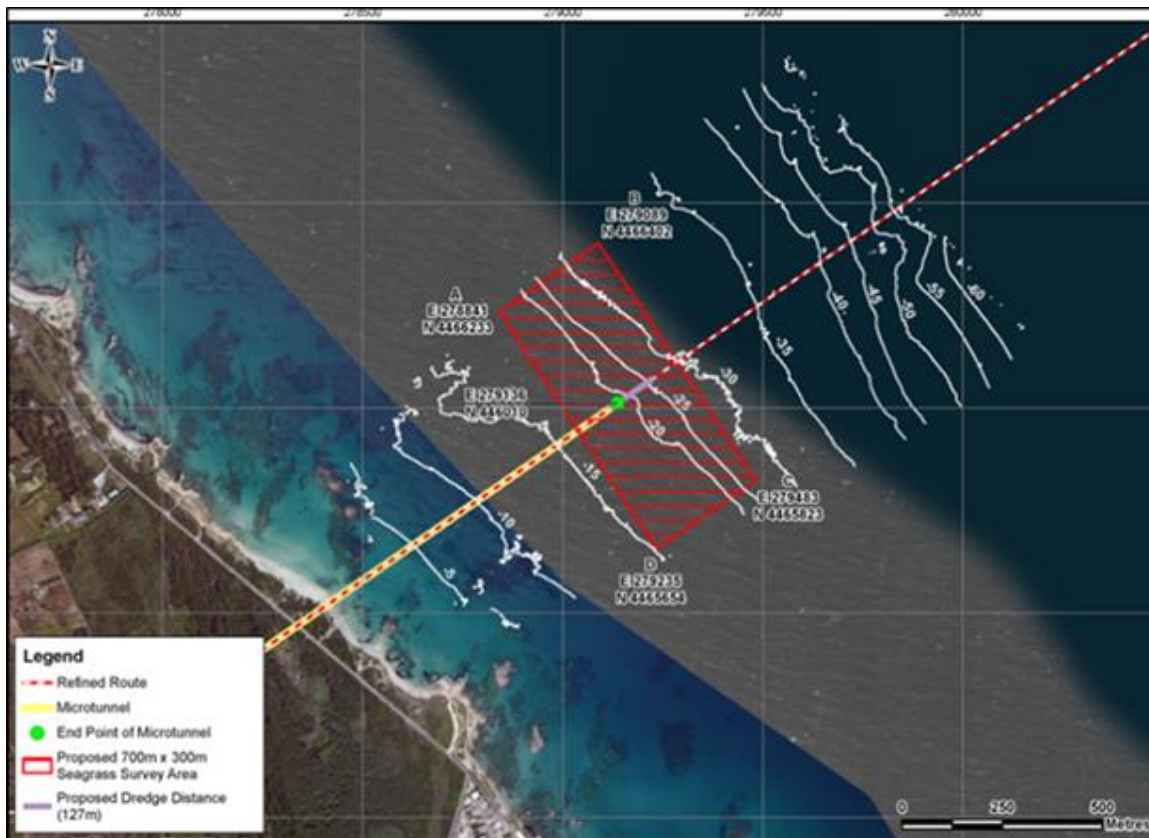 278000
278500
279000
279500
280000
S
W E
S
B
E 279089
N 4466402
A
E 278841
N 4466233
E 279136
N 446010
-60
-55
-50
-45
-40
-35
-30
-25
-20
-15
-10
-5
C
E 279483
N 4465823
D
E 279235
N 4465654
Legend
Refined Route
Microtunnel
End Point of Microtunnel
Proposed 700m x 300m
Seagrass Survey Area
Proposed Dredge Distance
(127m)
0 250 500
Metres